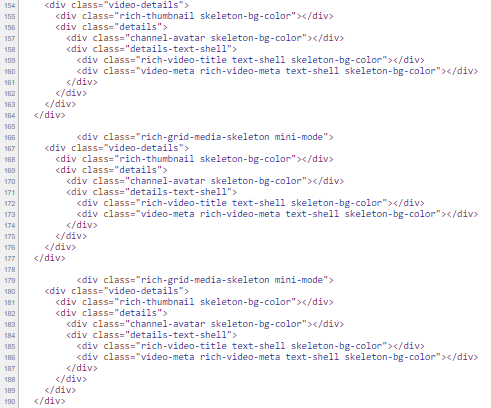 154 <div class="video-details">
155 <div class="rich-thumbnail skeleton-bg-color"></div>
156 <div class="details">
157 <div class="channel-avatar skeleton-bg-color"></div>
158 <div class="details-text-shell">
159 <div class="rich-video-title text-shell skeleton-bg-color"></div>
160 <div class="video-meta rich-video-meta text-shell skeleton-bg-color"></div>
161 </div>
162 </div>
163 </div>
164 </div>
165
166 <div class="rich-grid-media-skeleton mini-mode">
167 <div class="video-details">
168 <div class="rich-thumbnail skeleton-bg-color"></div>
169 <div class="details">
170 <div class="channel-avatar skeleton-bg-color"></div>
171 <div class="details-text-shell">
172 <div class="rich-video-title text-shell skeleton-bg-color"></div>
173 <div class="video-meta rich-video-meta text-shell skeleton-bg-color"></div>
174 </div>
175 </div>
176 </div>
177 </div>
178
179 <div class="rich-grid-media-skeleton mini-mode">
180 <div class="video-details">
181 <div class="rich-thumbnail skeleton-bg-color"></div>
182 <div class="details">
183 <div class="channel-avatar skeleton-bg-color"></div>
184 <div class="details-text-shell">
185 <div class="rich-video-title text-shell skeleton-bg-color"></div>
186 <div class="video-meta rich-video-meta text-shell skeleton-bg-color"></div>
187 </div>
188 </div>
189 </div>
190 </div>